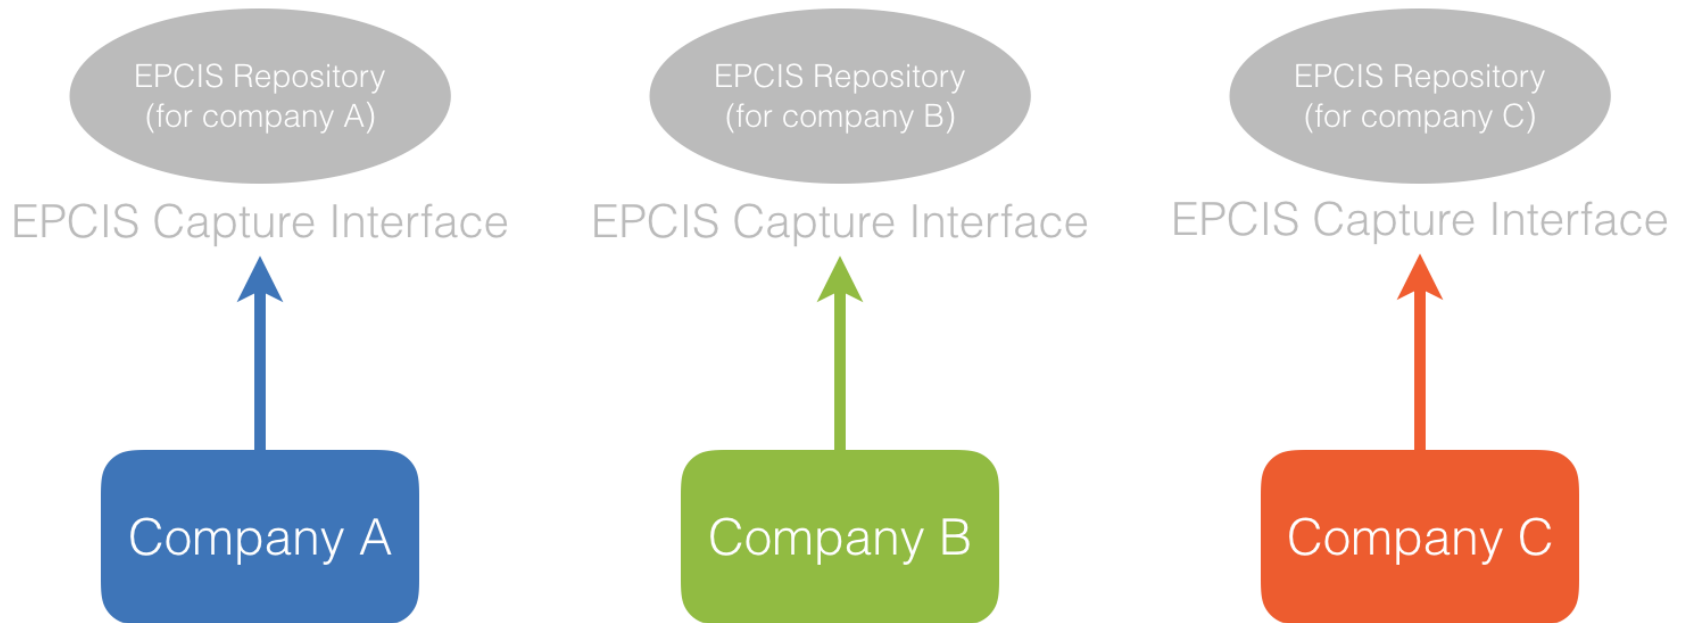 EPCIS Repository
(for company A)
EPCIS Capture Interface
Company A
EPCIS Repository
(for company B)
EPCIS Capture Interface
Company B
EPCIS Repository
(for company C)
EPCIS Capture Interface
Company C